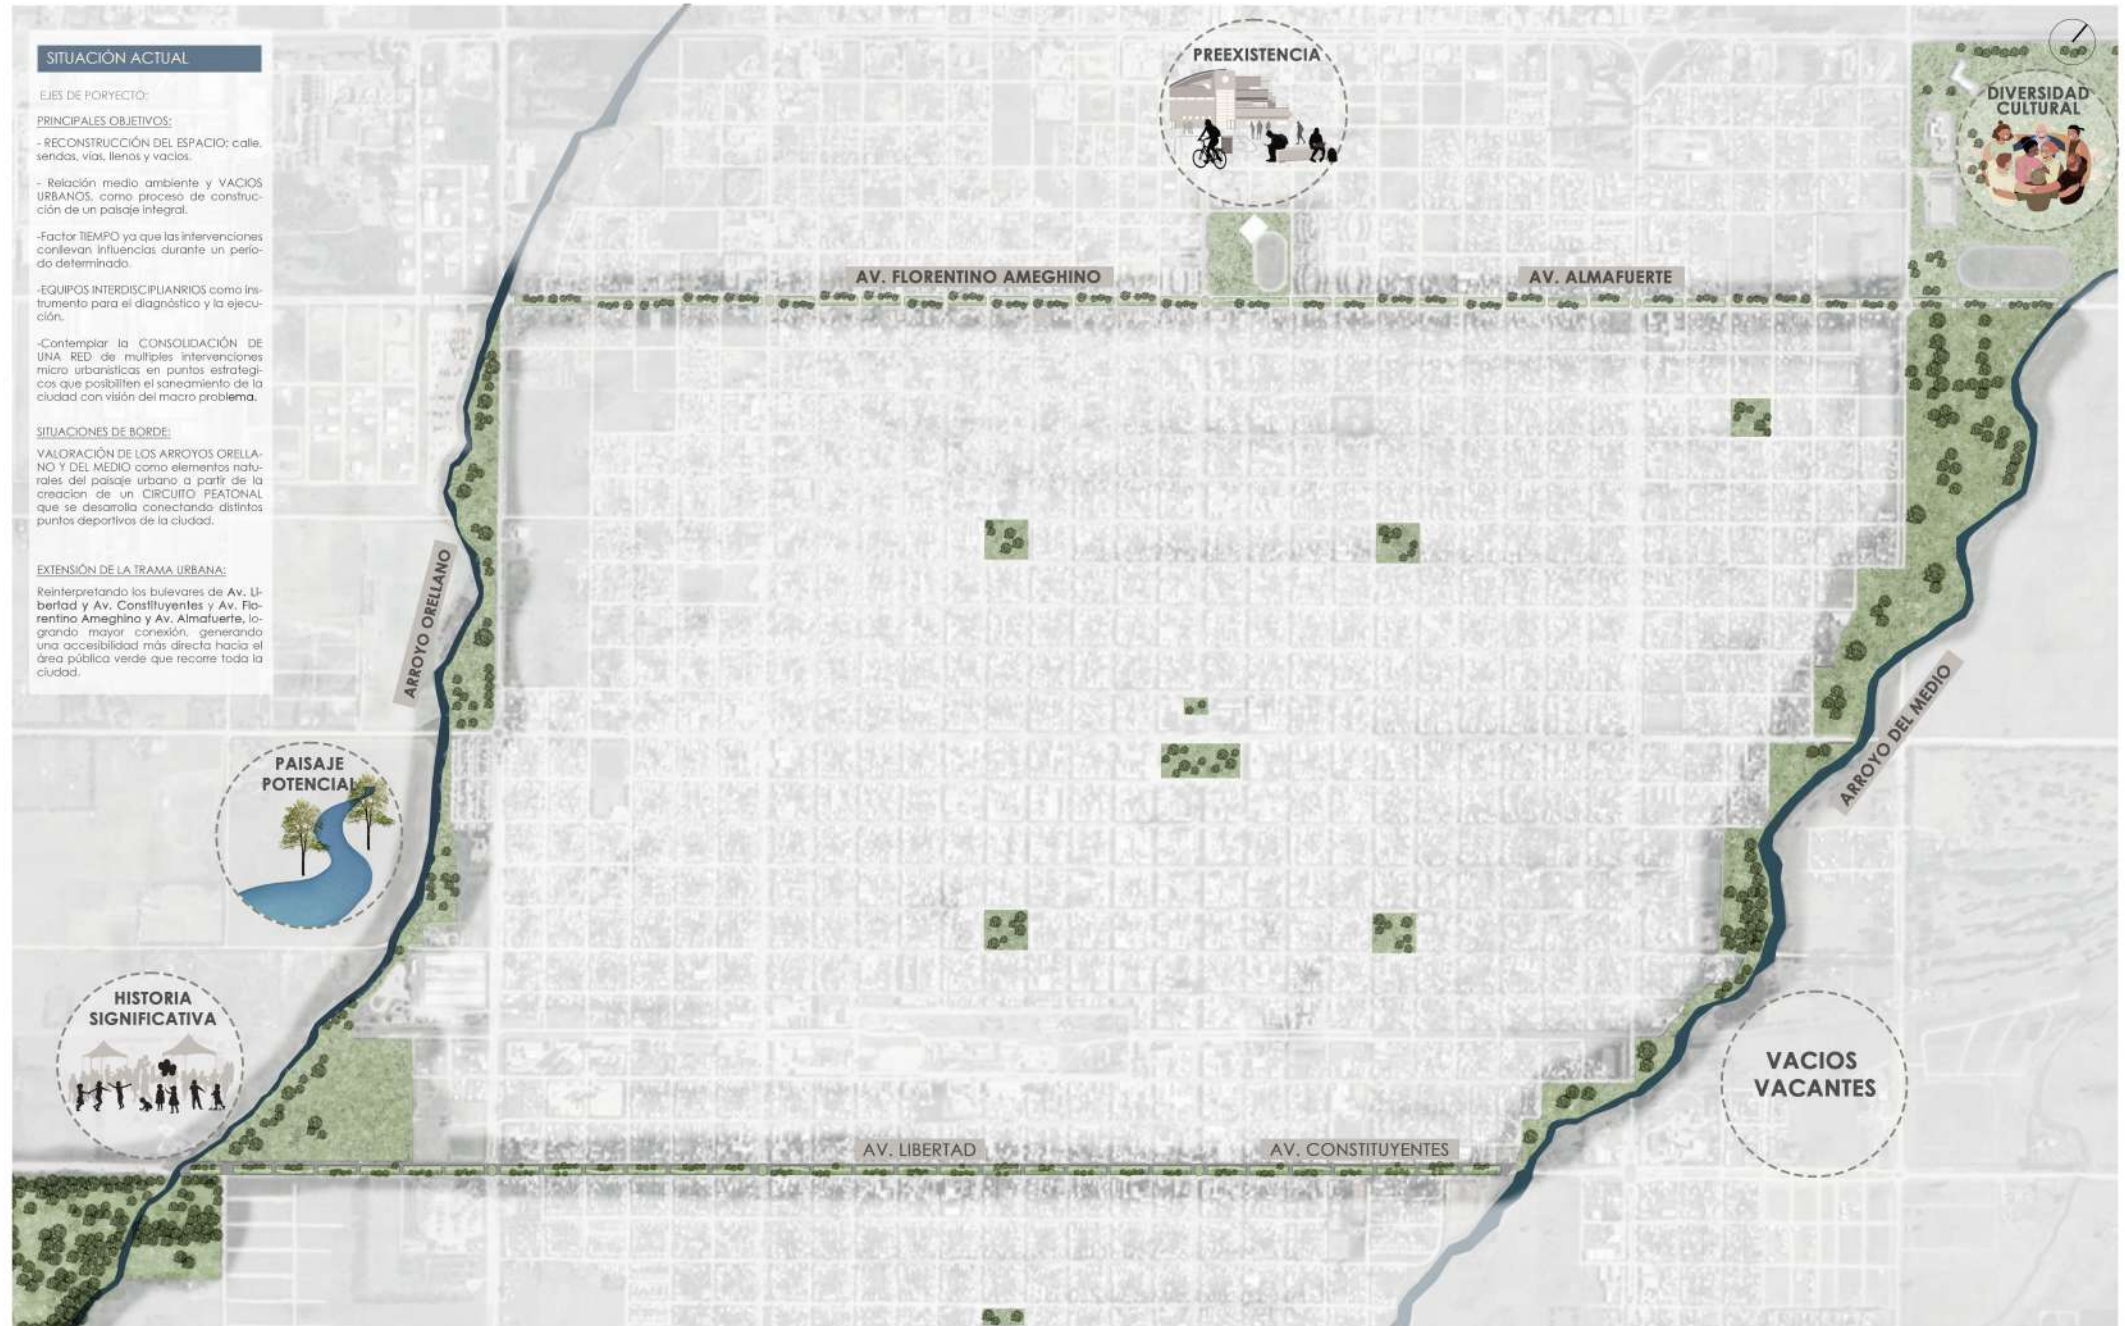 SITUACIÓN ACTUAL
EJES DE PORYECTO:
PRINCIPALES OBJETIVOS:
- RECONSTRUCCIÓN DEL ESPACIO: calle,
sendas, vías, llenos y vacios.
- Relación medio ambiente y VACIOS
URBANOS, como proceso de construc-
ción de un paisaje integral.
-Factor TIEMPO ya que las intervenciones
conllevan influencias durante un perio-
do determinado.
-EQUIPOS INTERDISCIPLIANRIOS como ins-
trumento para el diagnóstico y la ejecu-
ción.
-Contemplar la CONSOLIDACIÓN DE
UNA RED de multiples intervenciones
micro urbanisticas en puntos estrategi-
cos que posibiliten el saneamiento de la
ciudad con visión del macro problema.
SITUACIONES DE BORDE:
VALORACIÓN DE LOS ARROYOS ORELLA-
NO Y DEL MEDIO como elementos natu-
rales del paisaje urbano a partir de la
creacion de un CIRCUITO PEATONAL
que se desarrolla conectando distintos
puntos deportivos de la ciudad.
EXTENSIÓN DE LA TRAMA URBANA:
Reinterpretando los bulevares de Av. Li-
bertad y Av. Constituyentes y Av. Flo-
rentino Ameghino y Av. Almafuerte, lo-
grando mayor conexión, generando
una accesibilidad más directa hacia el
área pública verde que recorre toda la
ciudad.
PREEXISTENCIA
DIVERSIDAD
CULTURAL
AV. FLORENTINO AMEGHINO
AV. ALMAFUERTE
ARROYO ORELLANO
ARROYO DEL MEDIO
PAISAJE
POTENCIAL
HISTORIA
SIGNIFICATIVA
VACIOS
VACANTES
AV. LIBERTAD
AV. CONSTITUYENTES